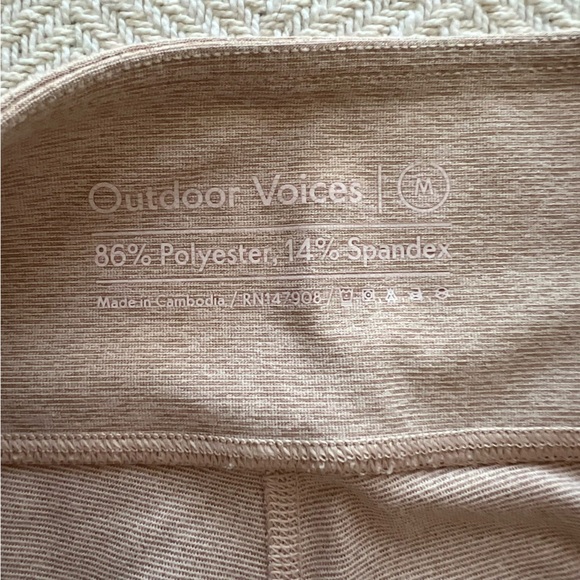 Outdoor Voices | M
86% Polyester, 14% Spandex
Made in Cambodia / RN147908 /